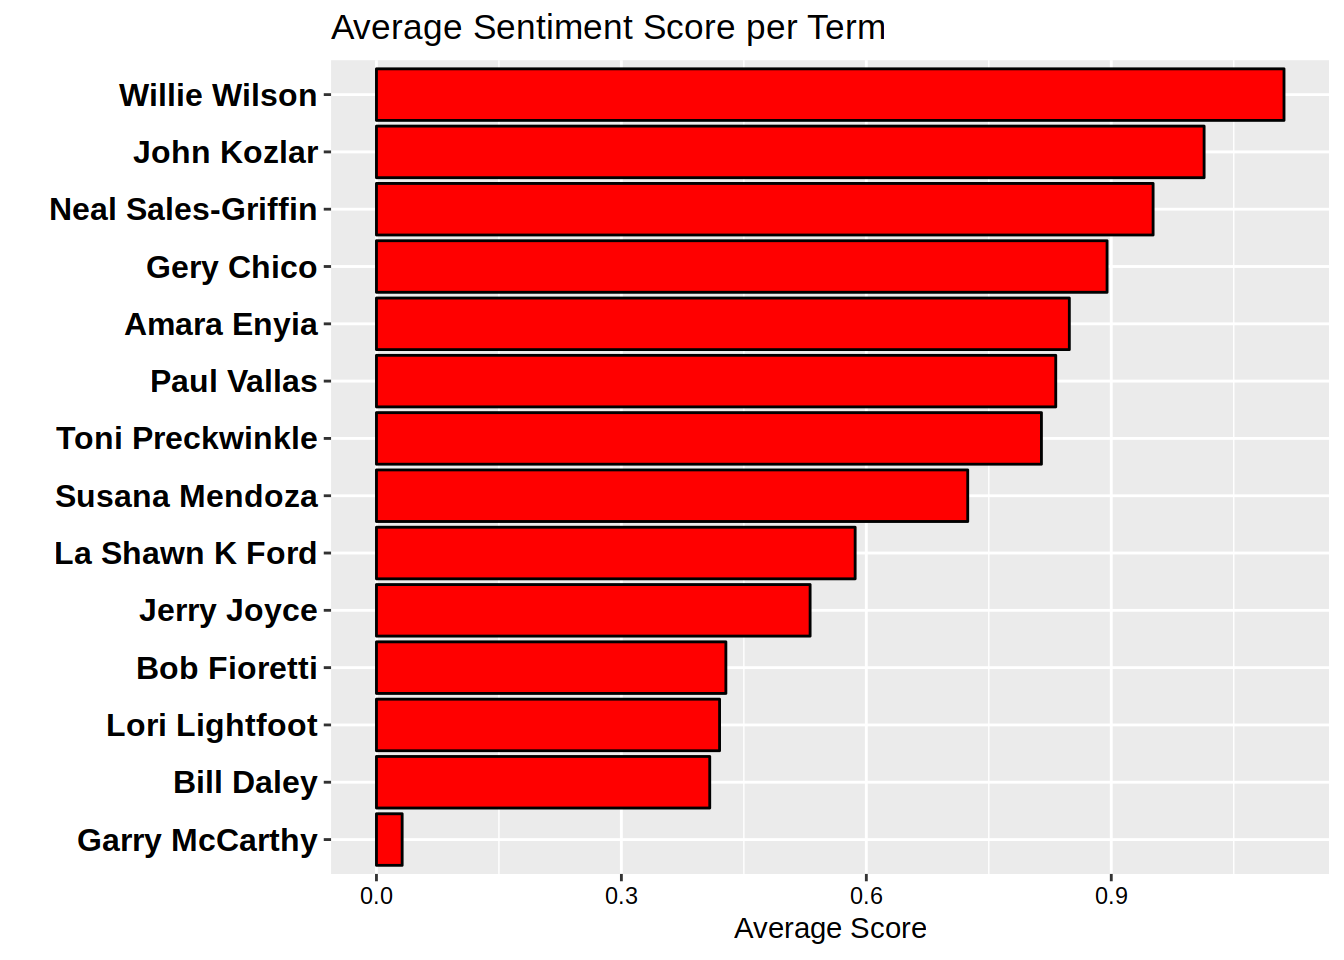 Average Sentiment Score per Term
Willie Wilson
John Kozlar
Neal Sales-Griffin
Gery Chico
Amara Enyia
Paul Vallas
Toni Preckwinkle
Susana Mendoza
La Shawn K Ford
Jerry Joyce
Bob Fioretti
Lori Lightfoot
Bill Daley
Garry McCarthy
0.0 0.3 0.6 0.9
Average Score